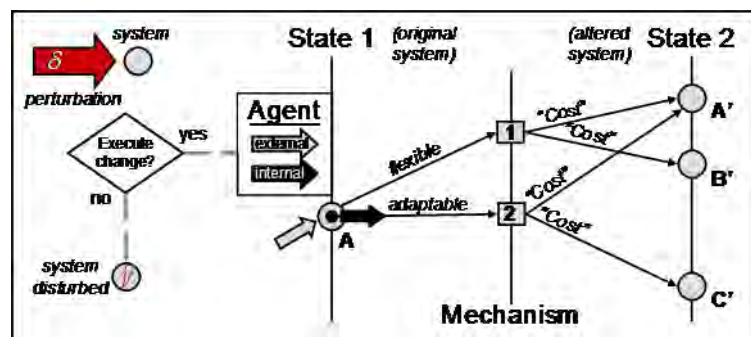 system
δ
perturbation
Execute
change?
yes
no
system
disturbed
Agent
external
internal
State 1
(original
system)
(altered
system)
State 2
flexible
adaptable
A
1
2
"Cost"
"Cost"
"Cost"
"Cost"
A'
B'
C'
Mechanism